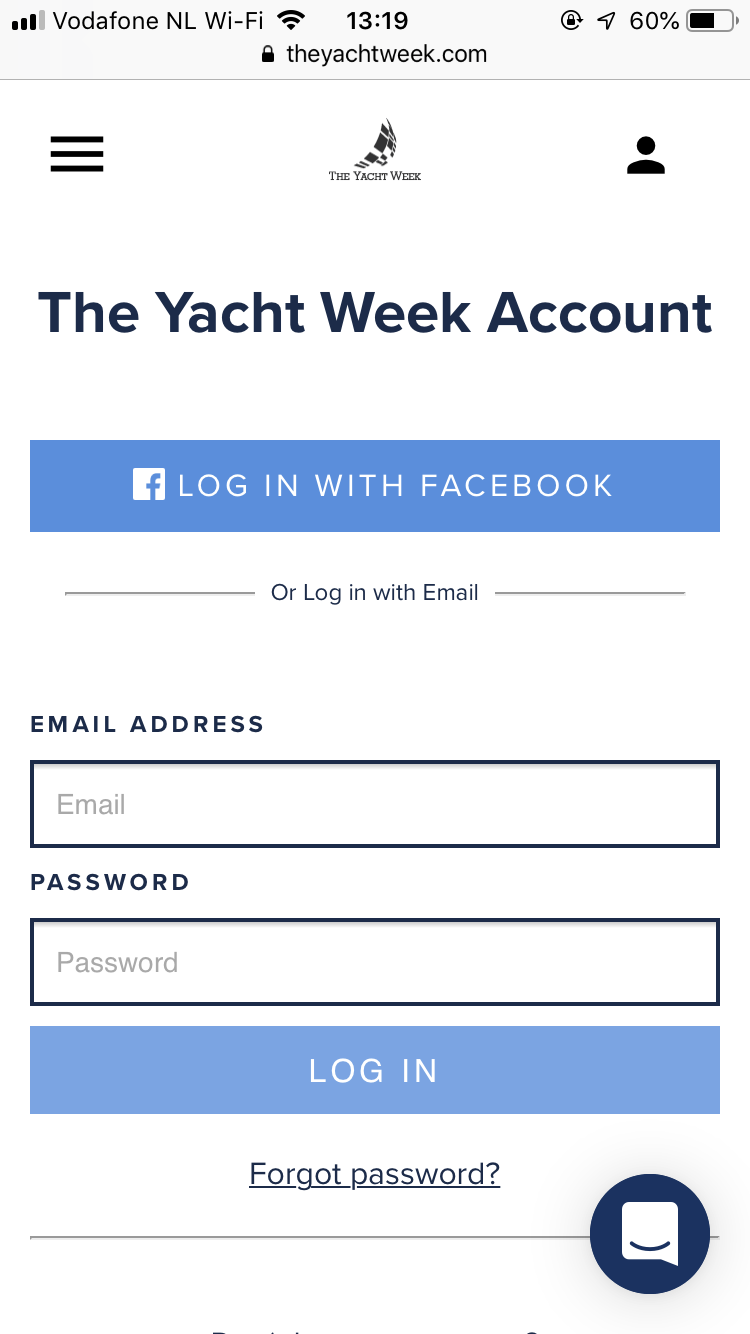 Vodafone NL Wi-Fi 13:19 60%
theyachtweek.com
THE YACHT WEEK
The Yacht Week Account
LOG IN WITH FACEBOOK
Or Log in with Email
EMAIL ADDRESS
Email
PASSWORD
Password
LOG IN
Forgot password?